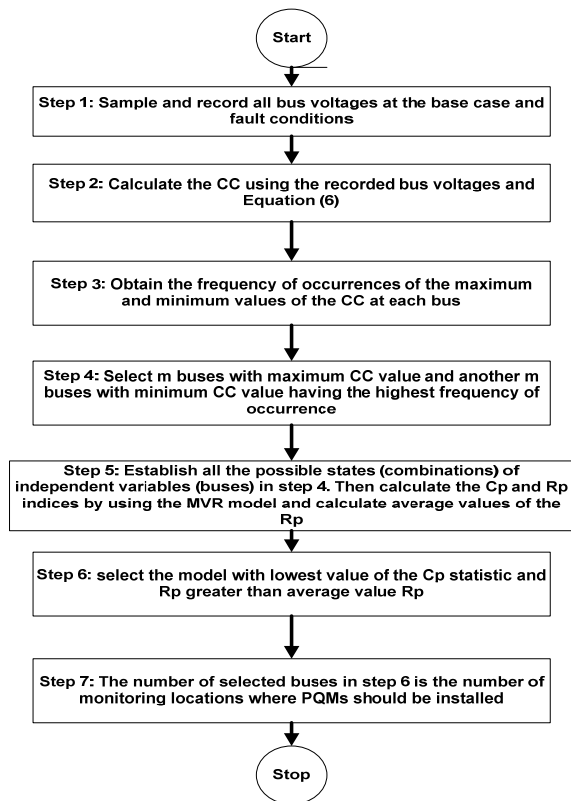 Start
Step 1: Sample and record all bus voltages at the base case and
fault conditions
Step 2: Calculate the CC using the recorded bus voltages and
Equation (6)
Step 3: Obtain the frequency of occurrences of the maximum
and minimum values of the CC at each bus
Step 4: Select m buses with maximum CC value and another m
buses with minimum CC value having the highest frequency of
occurrence
Step 5: Establish all the possible states (combinations) of
independent variables (buses) in step 4. Then calculate the Cp and Rp
indices by using the MVR model and calculate average values of the
Rp
Step 6: select the model with lowest value of the Cp statistic and
Rp greater than average value Rp
Step 7: The number of selected buses in step 6 is the number of
monitoring locations where PQMs should be installed
Stop